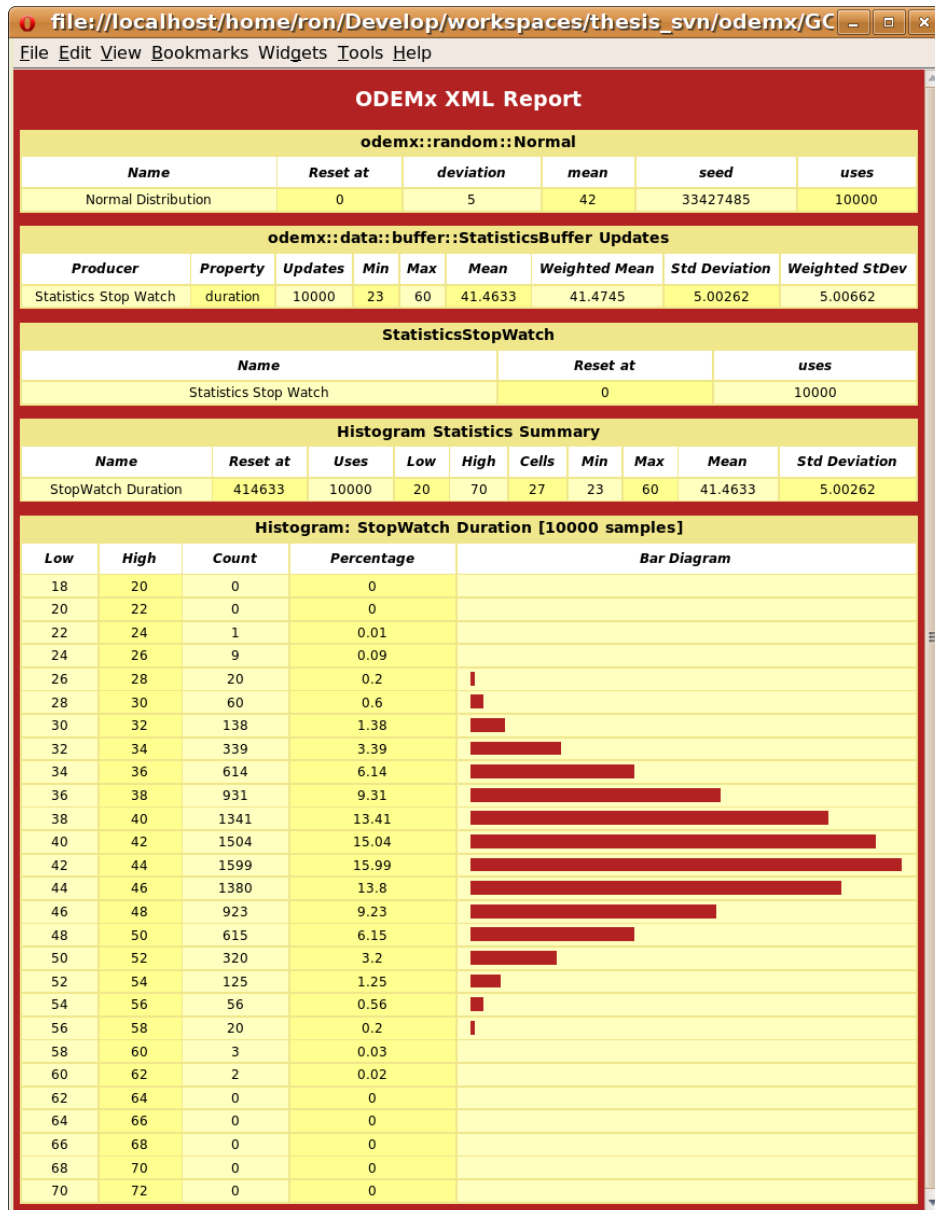 file://localhost/home/ron/Develop/workspaces/thesis_svn/odemx/GC
File Edit View Bookmarks Widgets Tools Help
ODEMx XML Report
odemx::random::Normal
Name Reset at deviation mean seed uses
Normal Distribution 0 5 42 33427485 10000
odemx::data::buffer::StatisticsBuffer Updates
Producer Property Updates Min Max Mean Weighted Mean Std Deviation Weighted StDev
Statistics Stop Watch duration 10000 23 60 41.4633 41.4745 5.00262 5.00662
StatisticsStopWatch
Name Reset at uses
Statistics Stop Watch 0 10000
Histogram Statistics Summary
Name Reset at Uses Low High Cells Min Max Mean Std Deviation
StopWatch Duration 414633 10000 20 70 27 23 60 41.4633 5.00262
Histogram: StopWatch Duration [10000 samples]
Low High Count Percentage Bar Diagram
18 20 0 0
20 22 0 0
22 24 1 0.01
24 26 9 0.09
26 28 20 0.2
28 30 60 0.6
30 32 138 1.38
32 34 339 3.39
34 36 614 6.14
36 38 931 9.31
38 40 1341 13.41
40 42 1504 15.04
42 44 1599 15.99
44 46 1380 13.8
46 48 923 9.23
48 50 615 6.15
50 52 320 3.2
52 54 125 1.25
54 56 56 0.56
56 58 20 0.2
58 60 3 0.03
60 62 2 0.02
62 64 0 0
64 66 0 0
66 68 0 0
68 70 0 0
70 72 0 0